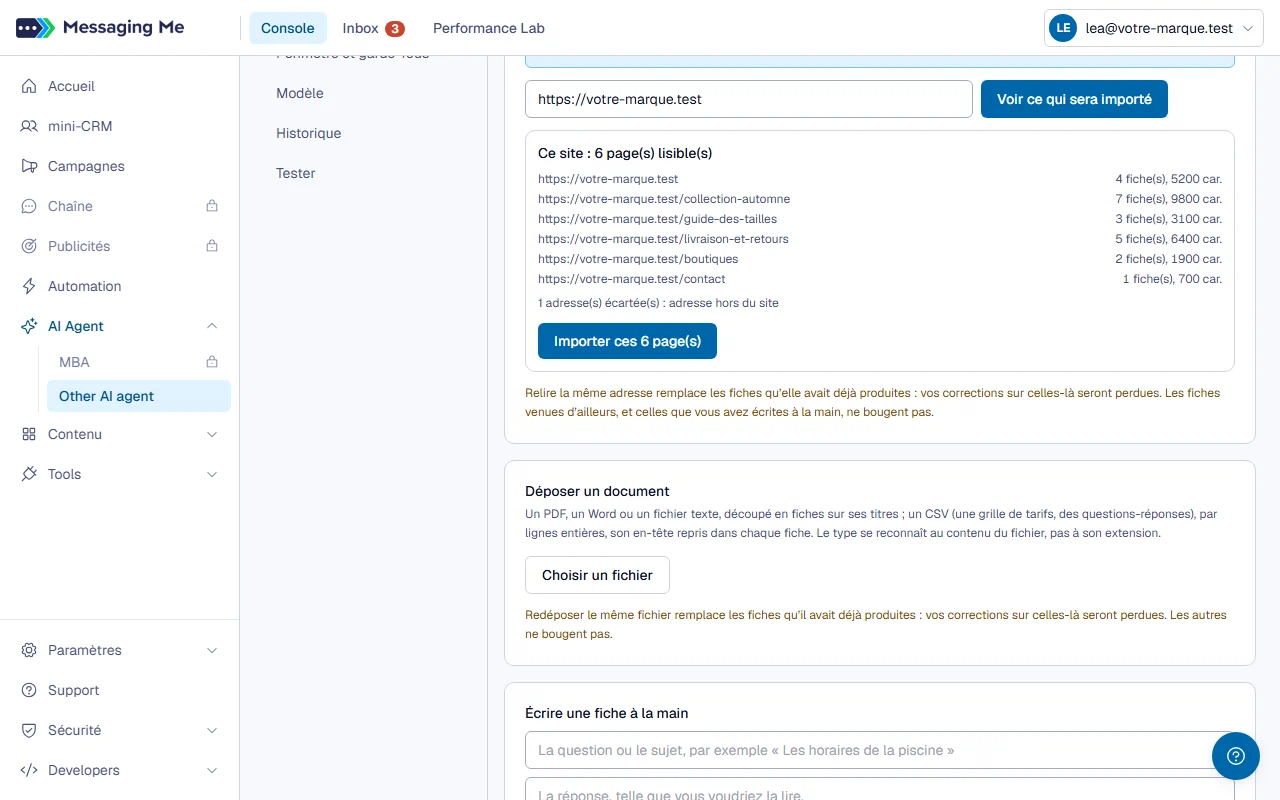 Messaging Me
Console
Inbox 3
Performance Lab
LE lea@votre-marque.test
Accueil
mini-CRM
Campagnes
Chaîne
Publicités
Automation
AI Agent
MBA
Other AI agent
Contenu
Tools
Paramètres
Support
Sécurité
Developers
Modèle
Historique
Tester
https://votre-marque.test
Voir ce qui sera importé
Ce site : 6 page(s) lisible(s)
https://votre-marque.test 4 fiche(s), 5200 car.
https://votre-marque.test/collection-automne 7 fiche(s), 9800 car.
https://votre-marque.test/guide-des-tailles 3 fiche(s), 3100 car.
https://votre-marque.test/livraison-et-retours 5 fiche(s), 6400 car.
https://votre-marque.test/boutiques 2 fiche(s), 1900 car.
https://votre-marque.test/contact 1 fiche(s), 700 car.
1 adresse(s) écartée(s) : adresse hors du site
Importer ces 6 page(s)
Relire la même adresse remplace les fiches qu’elle avait déjà produites : vos corrections sur celles-là seront perdues. Les fiches
venues d’ailleurs, et celles que vous avez écrites à la main, ne bougent pas.
Déposer un document
Un PDF, un Word ou un fichier texte, découpé en fiches sur ses titres ; un CSV (une grille de tarifs, des questions-réponses), par
lignes entières, son en-tête repris dans chaque fiche. Le type se reconnaît au contenu du fichier, pas à son extension.
Choisir un fichier
Redéposer le même fichier remplace les fiches qu’il avait déjà produites : vos corrections sur celles-là seront perdues. Les autres
ne bougent pas.
Écrire une fiche à la main
La question ou le sujet, par exemple « Les horaires de la piscine »
La réponse, telle que vous voudriez la lire.